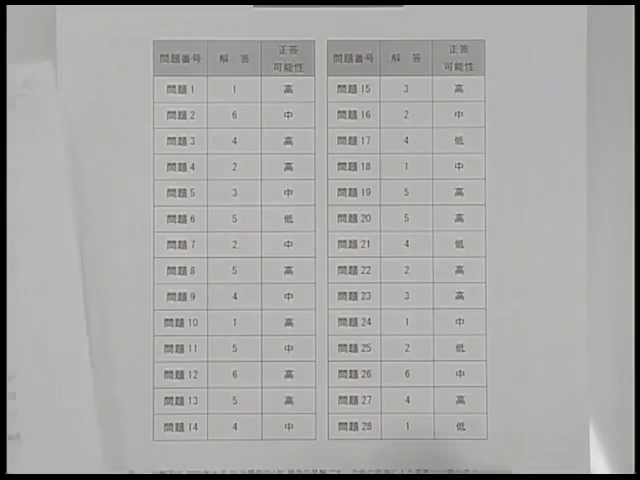 問題番号 解 答 正答可能性
問題1 1 高
問題2 6 中
問題3 4 高
問題4 2 高
問題5 3 中
問題6 5 低
問題7 2 中
問題8 5 高
問題9 4 中
問題10 1 高
問題11 5 中
問題12 6 高
問題13 5 高
問題14 4 中
問題番号 解 答 正答可能性
問題15 3 高
問題16 2 中
問題17 4 低
問題18 1 中
問題19 5 高
問題20 5 高
問題21 4 低
問題22 2 高
問題23 3 高
問題24 1 中
問題25 2 低
問題26 6 中
問題27 4 高
問題28 1 低